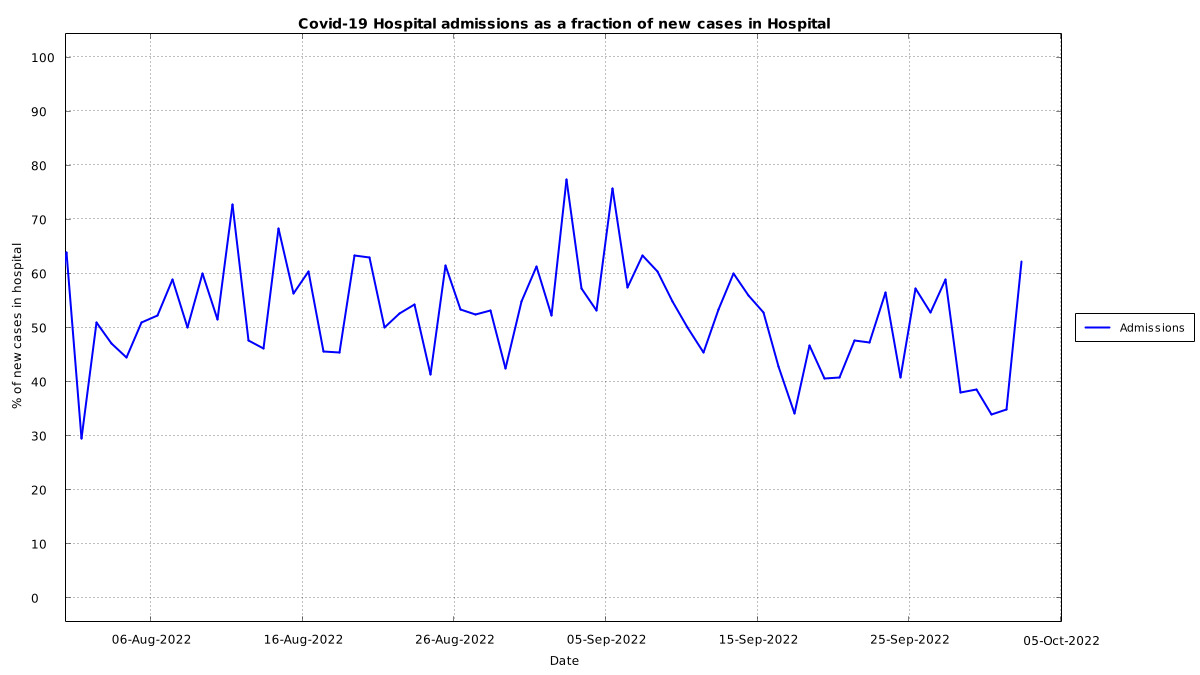 Covid-19 Hospital admissions as a fraction of new cases in Hospital
100
90
80
70
60
50
40
30
20
10
0
% of new cases in hospital
06-Aug-2022
16-Aug-2022
26-Aug-2022
05-Sep-2022
15-Sep-2022
25-Sep-2022
05-Oct-2022
Date
Admissions